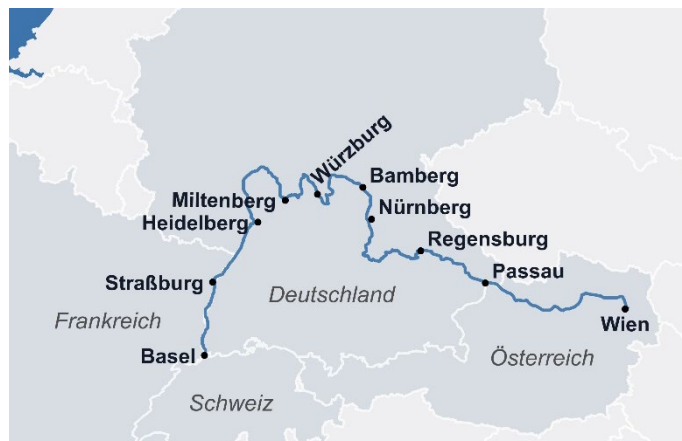 Würzburg
Bamberg
Miltenberg
Nürnberg
Heidelberg
Regensburg
Passau
Straßburg
Deutschland
Frankreich
Wien
Basel
Österreich
Schweiz